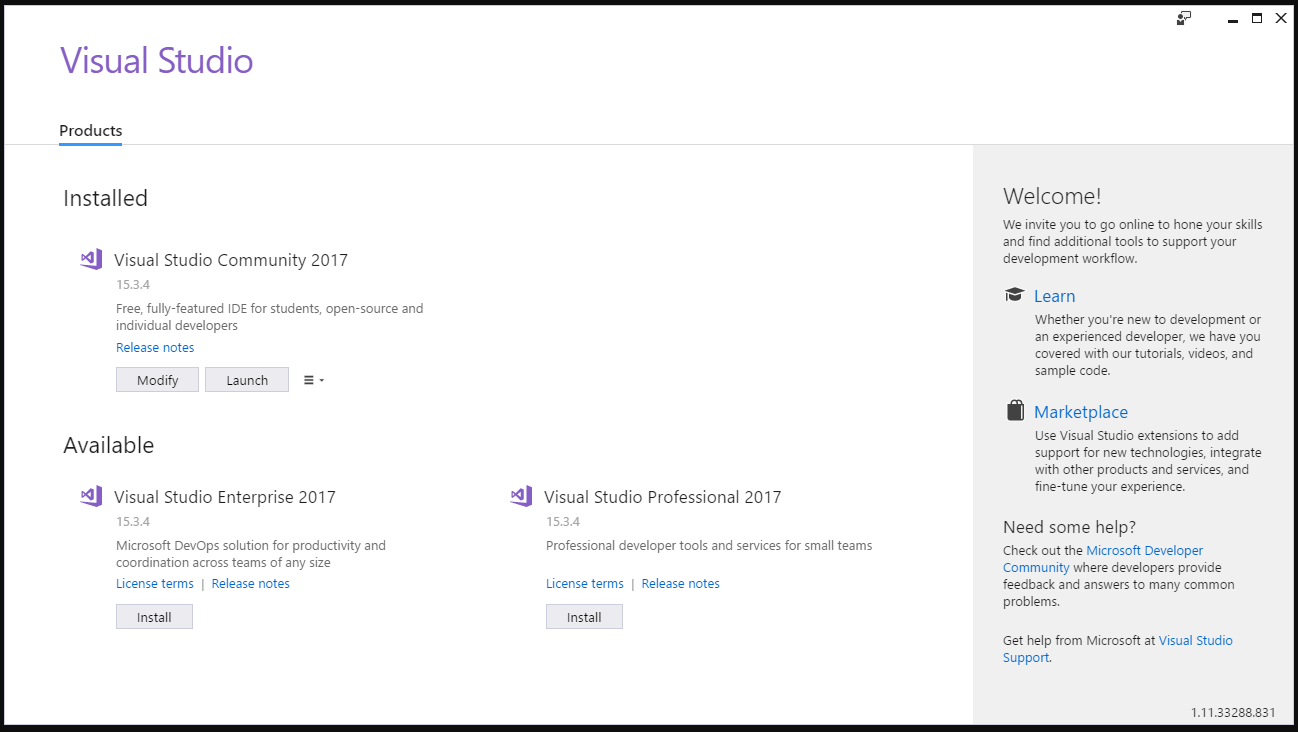 Visual Studio
Products
Installed
Visual Studio Community 2017
15.3.4
Free, fully-featured IDE for students, open-source and
individual developers
Release notes
Modify
Launch
Available
Visual Studio Enterprise 2017
15.3.4
Microsoft DevOps solution for productivity and
coordination across teams of any size
License terms | Release notes
Install
Visual Studio Professional 2017
15.3.4
Professional developer tools and services for small teams
License terms | Release notes
Install
Welcome!
We invite you to go online to hone your skills
and find additional tools to support your
development workflow.
Learn
Whether you're new to development or
an experienced developer, we have you
covered with our tutorials, videos, and
sample code.
Marketplace
Use Visual Studio extensions to add
support for new technologies, integrate
with other products and services, and
fine-tune your experience.
Need some help?
Check out the Microsoft Developer
Community where developers provide
feedback and answers to many common
problems.
Get help from Microsoft at Visual Studio
Support.
1.11.33288.831